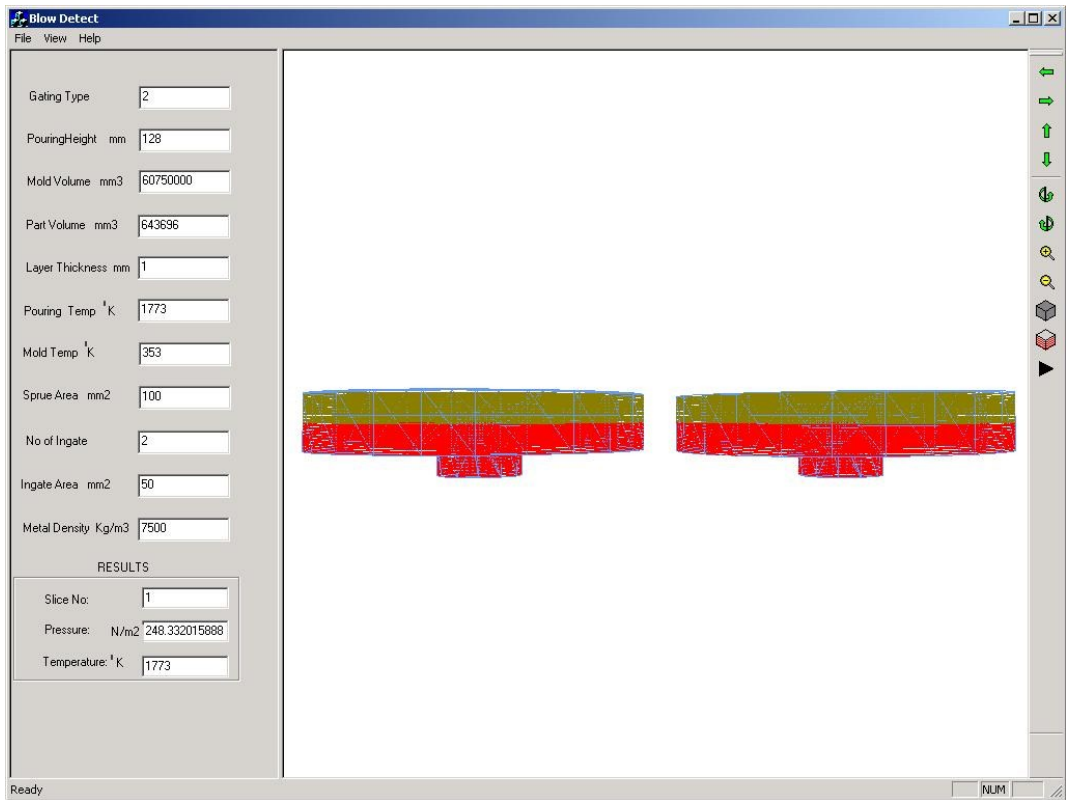 Blow Detect
File View Help
Gating Type 2
PouringHeight mm 128
Mold Volume mm3 60750000
Part Volume mm3 643696
Layer Thickness mm 1
Pouring Temp 'K 1773
Mold Temp 'K 353
Sprue Area mm2 100
No of Ingate 2
Ingate Area mm2 50
Metal Density Kg/m3 7500
RESULTS
Slice No: 1
Pressure: N/m2 248.332015888
Temperature: 'K 1773
Ready NUM